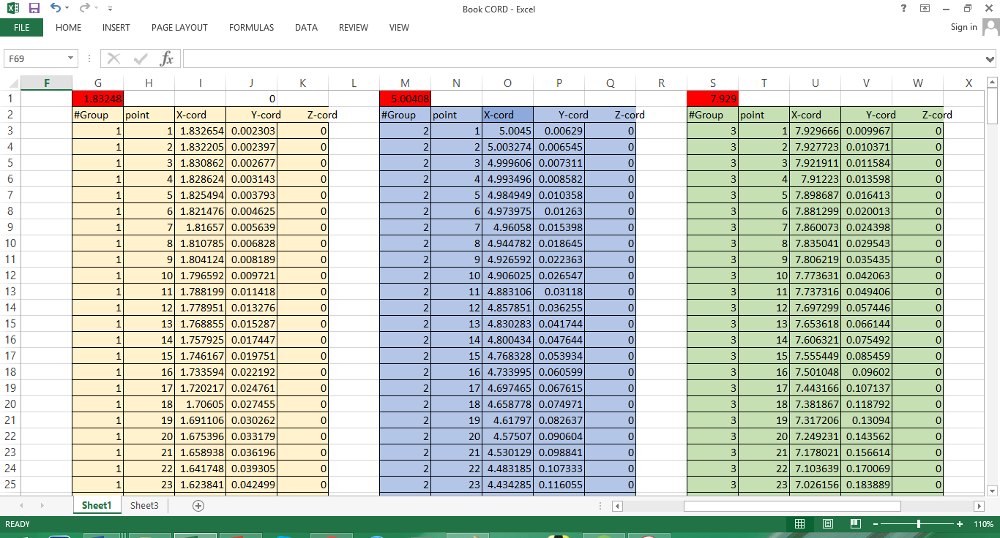 Book CORD - Excel ?
FILE HOME INSERT PAGE LAYOUT FORMULAS DATA REVIEW VIEW Sign in
F69 fx
F G H I J K L M N O P Q R S T U V W X
1 1.83248 0 5.00408 7.929
2 #Group point X-cord Y-cord Z-cord #Group point X-cord Y-cord Z-cord #Group point X-cord Y-cord Z-cord
3 1 1 1.832654 0.002303 0 2 1 5.0045 0.00629 0 3 1 7.929666 0.009967 0
4 1 2 1.832205 0.002397 0 2 2 5.003274 0.006545 0 3 2 7.927723 0.010371 0
5 1 3 1.830862 0.002677 0 2 3 4.999606 0.007311 0 3 3 7.921911 0.011584 0
6 1 4 1.828624 0.003143 0 2 4 4.993496 0.008582 0 3 4 7.91223 0.013598 0
7 1 5 1.825494 0.003793 0 2 5 4.984949 0.010358 0 3 5 7.898687 0.016413 0
8 1 6 1.821476 0.004625 0 2 6 4.973975 0.01263 0 3 6 7.881299 0.020013 0
9 1 7 1.81657 0.005639 0 2 7 4.96058 0.015398 0 3 7 7.860073 0.024398 0
10 1 8 1.810785 0.006828 0 2 8 4.944782 0.018645 0 3 8 7.835041 0.029543 0
11 1 9 1.804124 0.008189 0 2 9 4.926592 0.022363 0 3 9 7.806219 0.035435 0
12 1 10 1.796592 0.009721 0 2 10 4.906025 0.026547 0 3 10 7.773631 0.042063 0
13 1 11 1.788199 0.011418 0 2 11 4.883106 0.03118 0 3 11 7.737316 0.049406 0
14 1 12 1.778951 0.013276 0 2 12 4.857851 0.036255 0 3 12 7.697299 0.057446 0
15 1 13 1.768855 0.015287 0 2 13 4.830283 0.041744 0 3 13 7.653618 0.066144 0
16 1 14 1.757925 0.017447 0 2 14 4.800434 0.047644 0 3 14 7.606321 0.075492 0
17 1 15 1.746167 0.019751 0 2 15 4.768328 0.053934 0 3 15 7.555449 0.085459 0
18 1 16 1.733594 0.022192 0 2 16 4.733995 0.060599 0 3 16 7.501048 0.09602 0
19 1 17 1.720217 0.024761 0 2 17 4.697465 0.067615 0 3 17 7.443166 0.107137 0
20 1 18 1.70605 0.027455 0 2 18 4.658778 0.074971 0 3 18 7.381867 0.118792 0
21 1 19 1.691106 0.030262 0 2 19 4.61797 0.082637 0 3 19 7.317206 0.13094 0
22 1 20 1.675396 0.033179 0 2 20 4.57507 0.090604 0 3 20 7.249231 0.143562 0
23 1 21 1.658938 0.036196 0 2 21 4.530129 0.098841 0 3 21 7.178021 0.156614 0
24 1 22 1.641748 0.039305 0 2 22 4.483185 0.107333 0 3 22 7.103639 0.170069 0
25 1 23 1.623841 0.042499 0 2 23 4.434285 0.116055 0 3 23 7.026156 0.183889 0
Sheet1 Sheet3
READY 110%